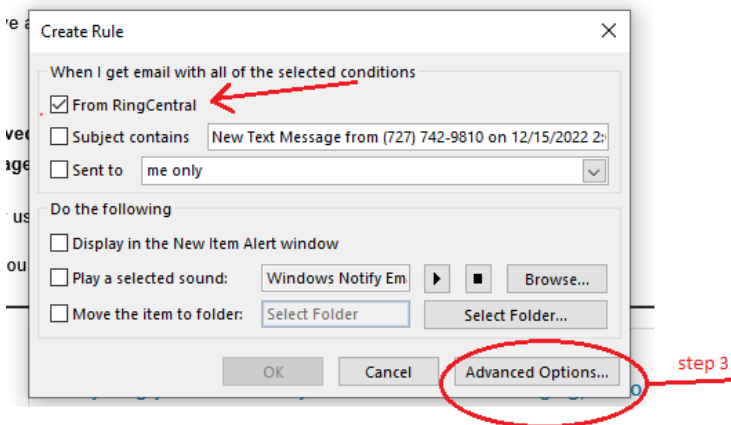 Create Rule
When I get email with all of the selected conditions
From RingCentral
Subject contains New Text Message from (727) 742-9810 on 12/15/2022 2:
Sent to me only
Do the following
Display in the New Item Alert window
Play a selected sound: Windows Notify Em Browse...
Move the item to folder: Select Folder Select Folder...
OK Cancel Advanced Options...
step 3